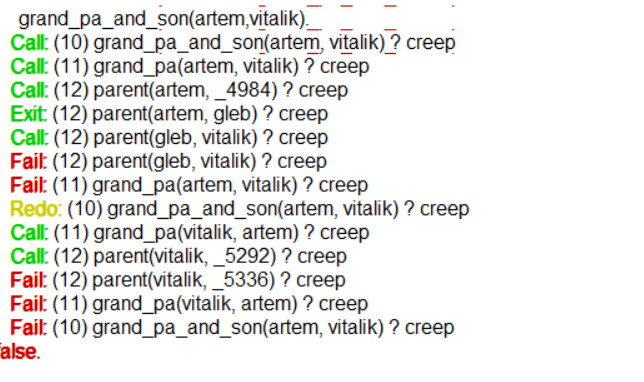 grand_pa_and_son(artem,vitalik).
Call: (10) grand_pa_and_son(artem, vitalik) ? creep
Call: (11) grand_pa(artem, vitalik) ? creep
Call: (12) parent(artem, _4984) ? creep
Exit: (12) parent(artem, gleb) ? creep
Call: (12) parent(gleb, vitalik) ? creep
Fail: (12) parent(gleb, vitalik) ? creep
Fail: (11) grand_pa(artem, vitalik) ? creep
Redo: (10) grand_pa_and_son(artem, vitalik) ? creep
Call: (11) grand_pa(vitalik, artem) ? creep
Call: (12) parent(vitalik, _5292) ? creep
Fail: (12) parent(vitalik, _5336) ? creep
Fail: (11) grand_pa(vitalik, artem) ? creep
Fail: (10) grand_pa_and_son(artem, vitalik) ? creep
false.